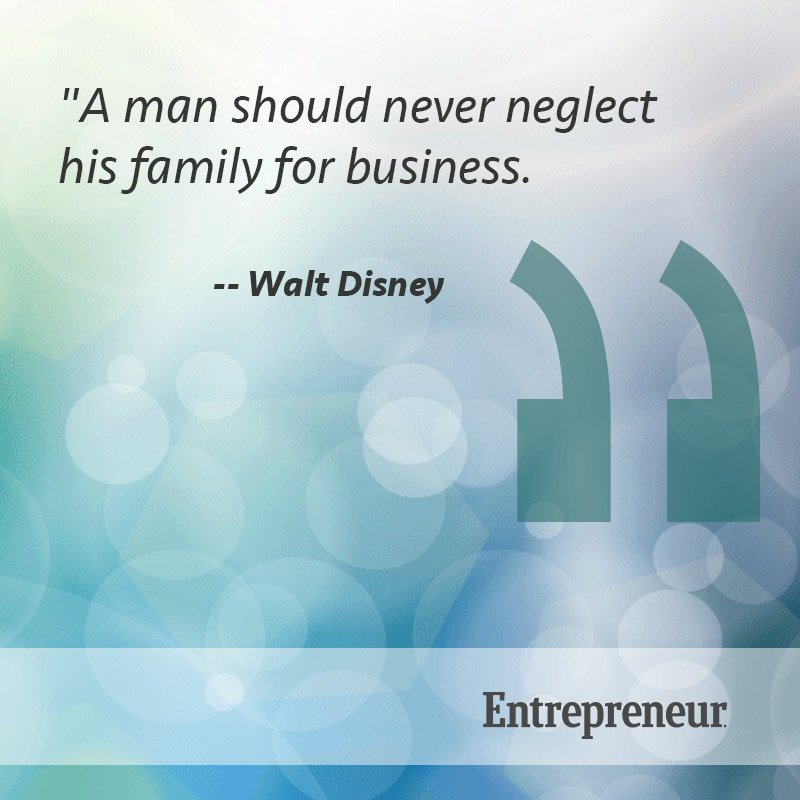 "A man should never neglect
his family for business.
-- Walt Disney
Entrepreneur